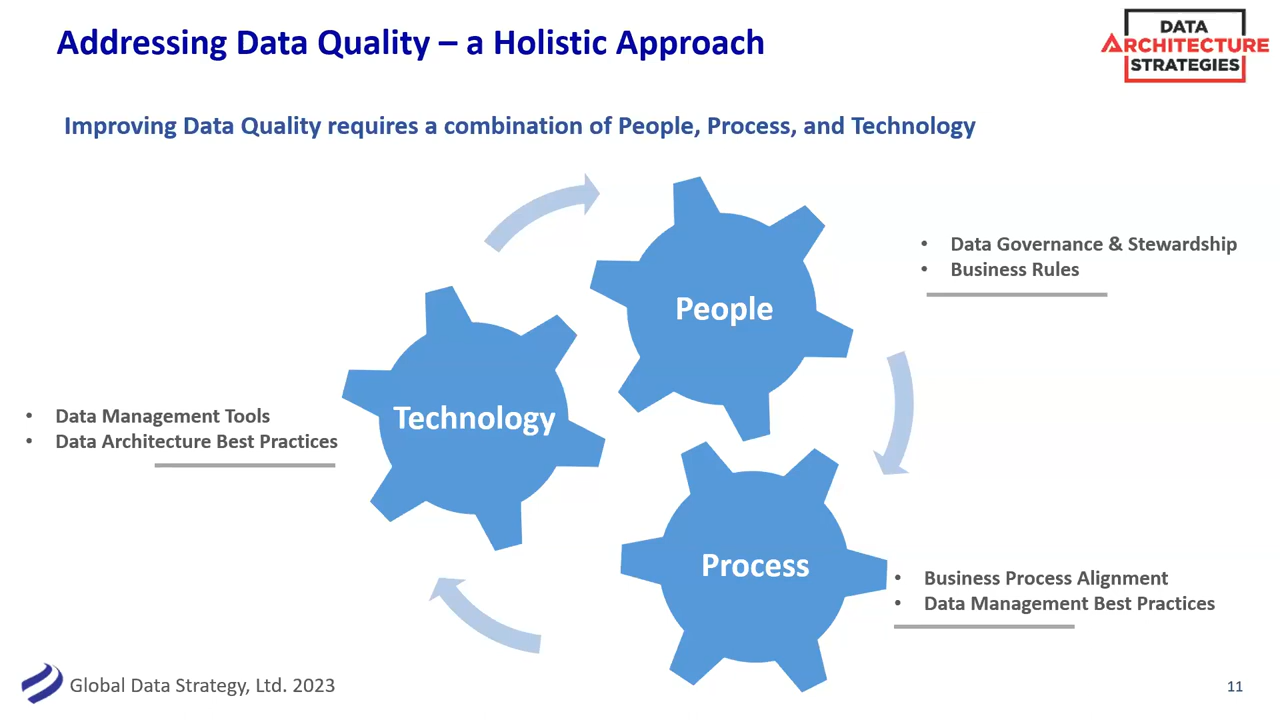 Addressing Data Quality – a Holistic Approach
DATA
ARCHITECTURE
STRATEGIES
Improving Data Quality requires a combination of People, Process, and Technology
People
• Data Governance & Stewardship
• Business Rules
Technology
• Data Management Tools
• Data Architecture Best Practices
Process
• Business Process Alignment
• Data Management Best Practices
Global Data Strategy, Ltd. 2023
11